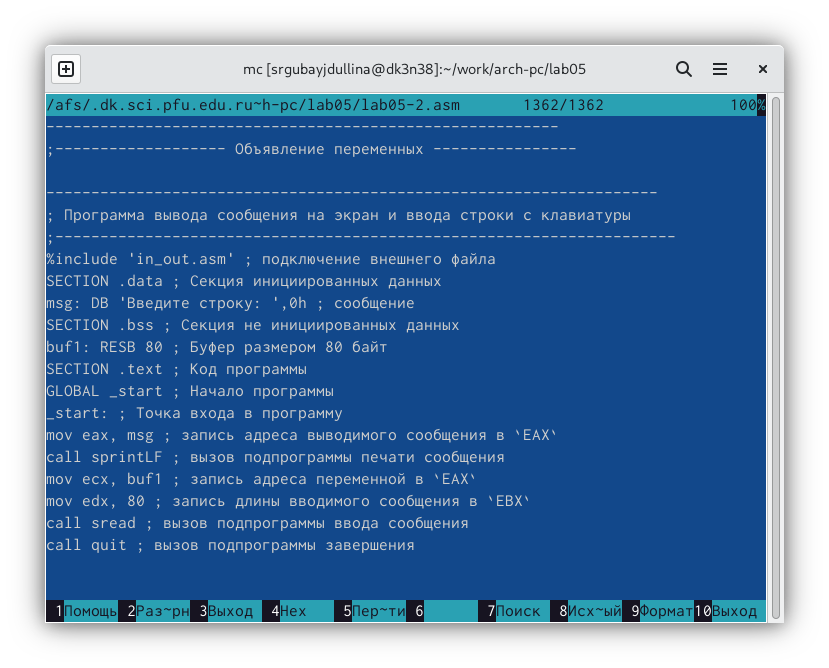 mc [srgubayjdullina@dk3n38]:~/work/arch-pc/lab05
/afs/.dk.sci.pfu.edu.ru~h-pc/lab05/lab05-2.asm 1362/1362 100%
---------------------------------------------------------
;------------------- Объявление переменных ----------------
--------------------------------------------------------------------
; Программа вывода сообщения на экран и ввода строки с клавиатуры
;---------------------------------------------------------------------
%include 'in_out.asm' ; подключение внешнего файла
SECTION .data ; Секция инициированных данных
msg: DB 'Введите строку: ',0h ; сообщение
SECTION .bss ; Секция не инициированных данных
buf1: RESB 80 ; Буфер размером 80 байт
SECTION .text ; Код программы
GLOBAL _start ; Начало программы
_start: ; Точка входа в программу
mov eax, msg ; запись адреса выводимого сообщения в `EAX`
call sprintLF ; вызов подпрограммы печати сообщения
mov ecx, buf1 ; запись адреса переменной в `EAX`
mov edx, 80 ; запись длины вводимого сообщения в `EBX`
call sread ; вызов подпрограммы ввода сообщения
call quit ; вызов подпрограммы завершения
1Помощь 2Раз~рн 3Выход 4Hex 5Пер~ти 6 7Поиск 8Исх~ый 9Формат 10Выход